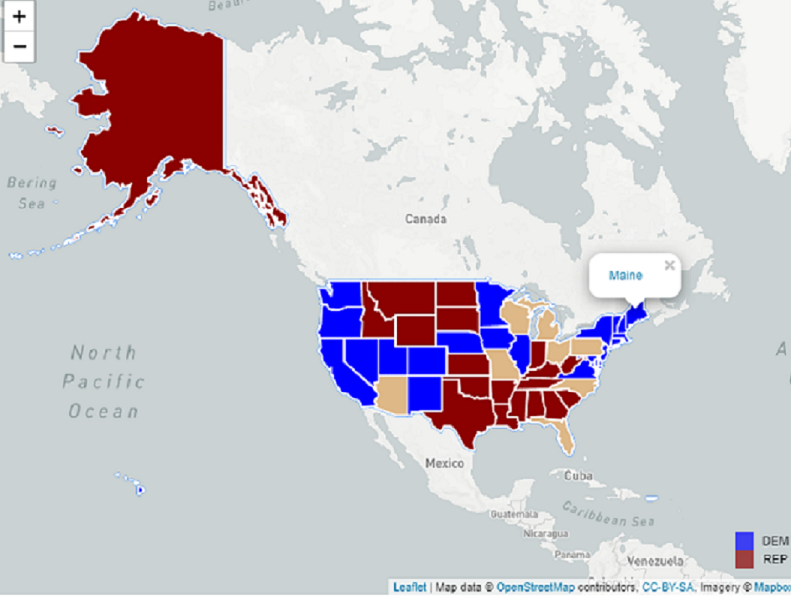 +
−
Beau
Bering
Sea
Canada
Maine
×
North
Pacific
Ocean
A
Mexico
Cuba
Guatemala
Caribbean Sea
Nicaragua
Panama
Venezuela
DEM
REP
Leaflet | Map data © OpenStreetMap contributors, CC-BY-SA, Imagery © Mapbo